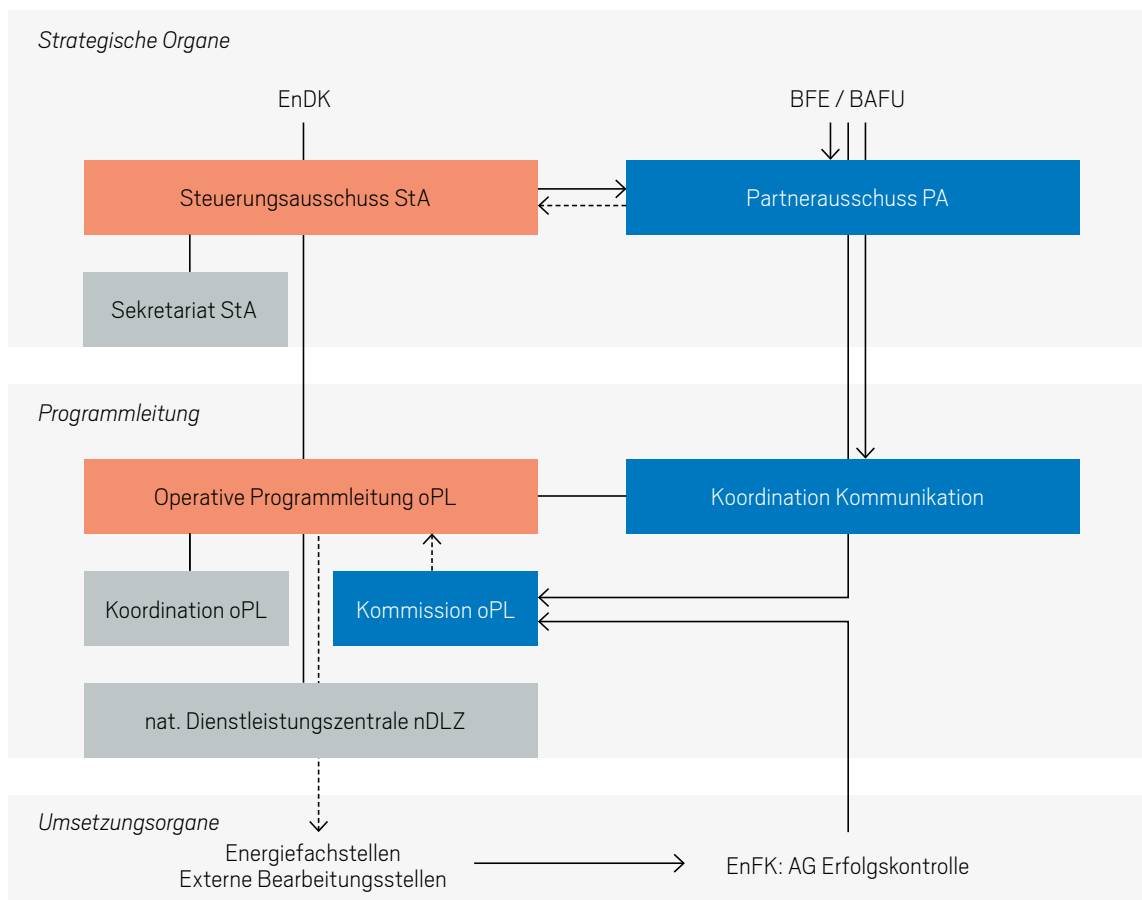 Strategische Organe
EnDK
BFE / BAFU
Steuerungsausschuss StA
Partnerausschuss PA
Sekretariat StA
Programmleitung
Operative Programmleitung oPL
Koordination Kommunikation
Koordination oPL
Kommission oPL
nat. Dienstleistungszentrale nDLZ
Umsetzungsorgane
Energiefachstellen
Externe Bearbeitungsstellen
EnFK: AG Erfolgskontrolle